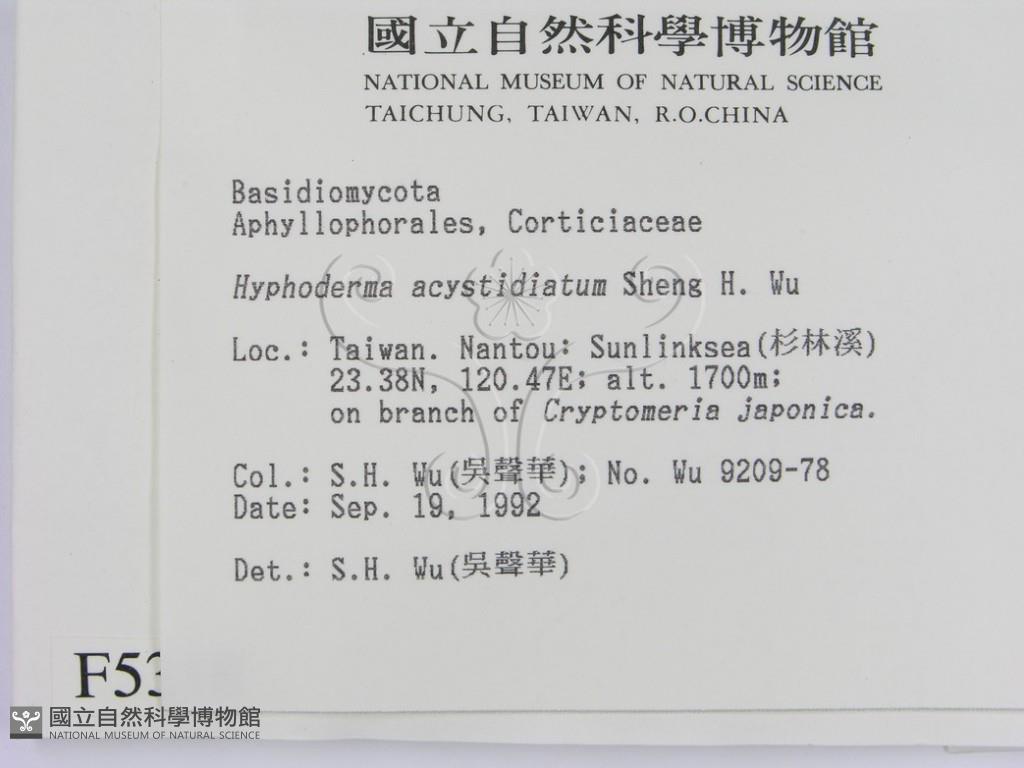 國立自然科學博物館
NATIONAL MUSEUM OF NATURAL SCIENCE
TAICHUNG, TAIWAN, R.O.CHINA
Basidiomycota
Aphyllophorales, Corticiaceae
Hyphoderma acystidiatum Sheng H. Wu
Loc.: Taiwan. Nantou: Sunlinksea(杉林溪)
23.38N, 120.47E; alt. 1700m;
on branch of Cryptomeria japonica.
Col.: S.H. Wu(吳聲華); No. Wu 9209-78
Date: Sep. 19, 1992
Det.: S.H. Wu(吳聲華)
F53
國立自然科學博物館
NATIONAL MUSEUM OF NATURAL SCIENCE